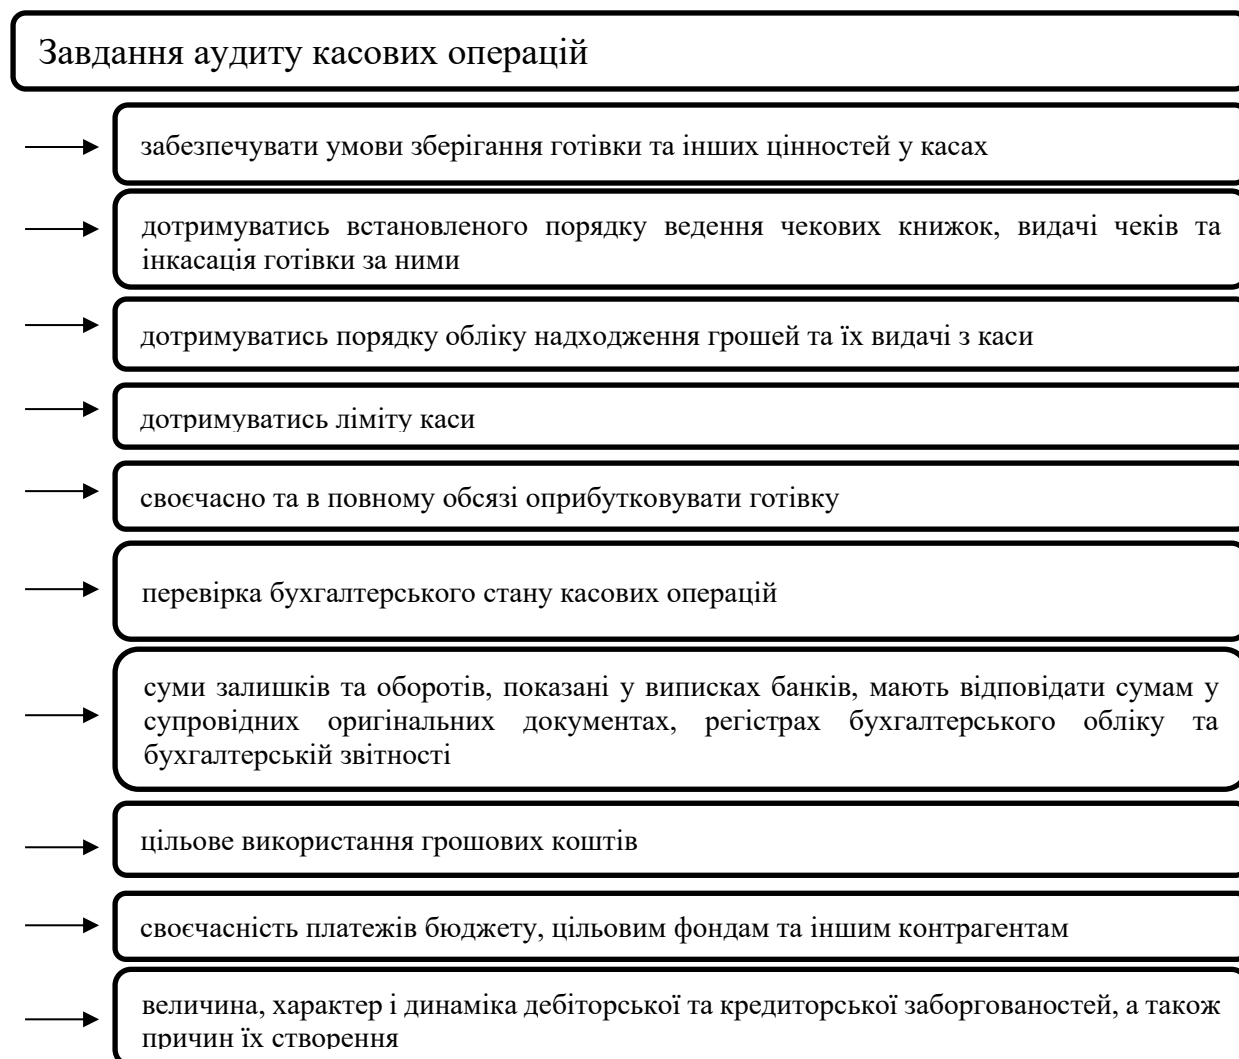 Завдання аудиту касових операцій
забезпечувати умови зберігання готівки та інших цінностей у касах
дотримуватись встановленого порядку ведення чекових книжок, видачі чеків та
інкасація готівки за ними
дотримуватись порядку обліку надходження грошей та їх видачі з каси
дотримуватись ліміту каси
своєчасно та в повному обсязі оприбутковувати готівку
перевірка бухгалтерського стану касових операцій
суми залишків та оборотів, показані у виписках банків, мають відповідати сумам у
супровідних оригінальних документах, регістрах бухгалтерського обліку та
бухгалтерській звітності
цільове використання грошових коштів
своєчасність платежів бюджету, цільовим фондам та іншим контрагентам
величина, характер і динаміка дебіторської та кредиторської заборгованостей, а також
причин їх створення